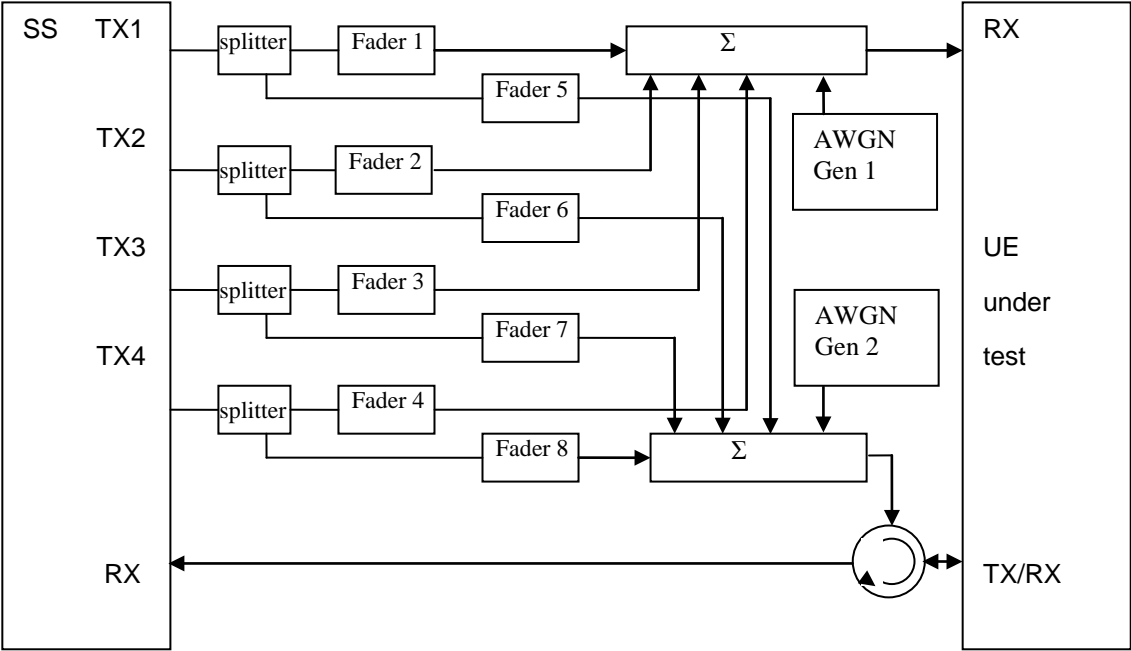 SS TX1
splitter
Fader 1
Σ
RX
Fader 5
TX2
AWGN
Gen 1
splitter
Fader 2
Fader 6
TX3
UE
splitter
Fader 3
under
AWGN
Gen 2
Fader 7
TX4
test
splitter
Fader 4
Fader 8
Σ
RX
TX/RX